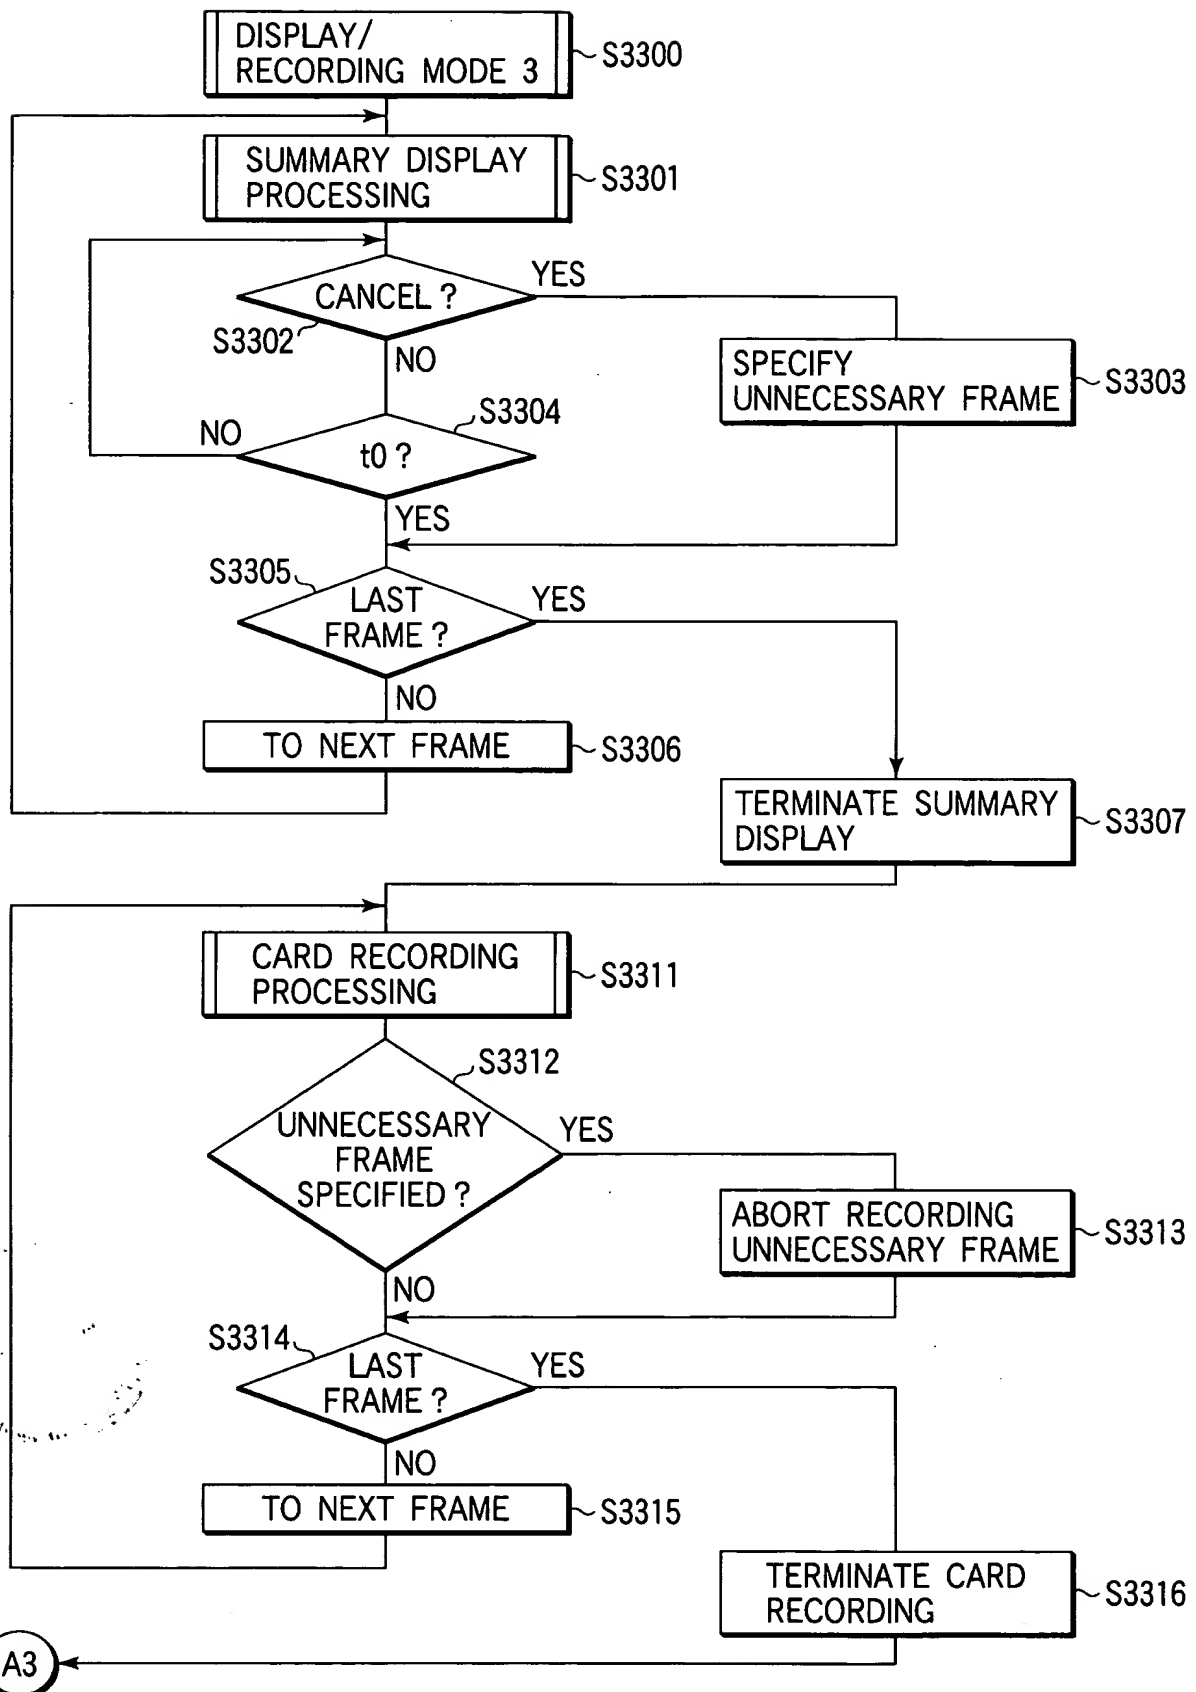 DISPLAY/
RECORDING MODE 3
S3300
SUMMARY DISPLAY
PROCESSING
S3301
CANCEL ?
YES
S3302
NO
SPECIFY
UNNECESSARY FRAME
S3303
S3304
NO
t0 ?
YES
S3305
LAST
FRAME ?
YES
NO
TO NEXT FRAME
S3306
TERMINATE SUMMARY
DISPLAY
S3307
CARD RECORDING
PROCESSING
S3311
S3312
UNNECESSARY
FRAME
SPECIFIED ?
YES
ABORT RECORDING
UNNECESSARY FRAME
S3313
NO
S3314
LAST
FRAME ?
YES
NO
TO NEXT FRAME
S3315
TERMINATE CARD
RECORDING
S3316
A3